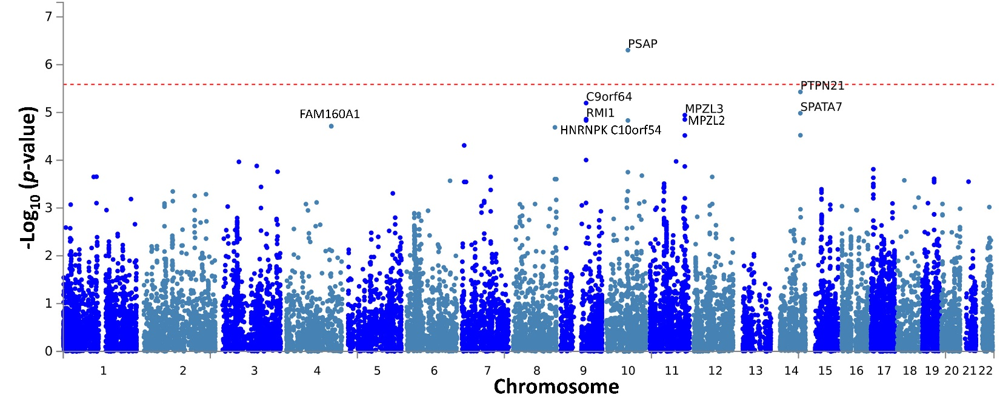 7
PSAP
6
PTPN21
C9orf64
SPATA7
MPZL3
RMI1
FAM160A1
5
MPZL2
HNRNPK C10orf54
4
3
2
1
0
-Log10 (p-value)
1 2 3 4 5 6 7 8 9 10 11 12 13 14 15 16 17 18 19 20 21 22
Chromosome